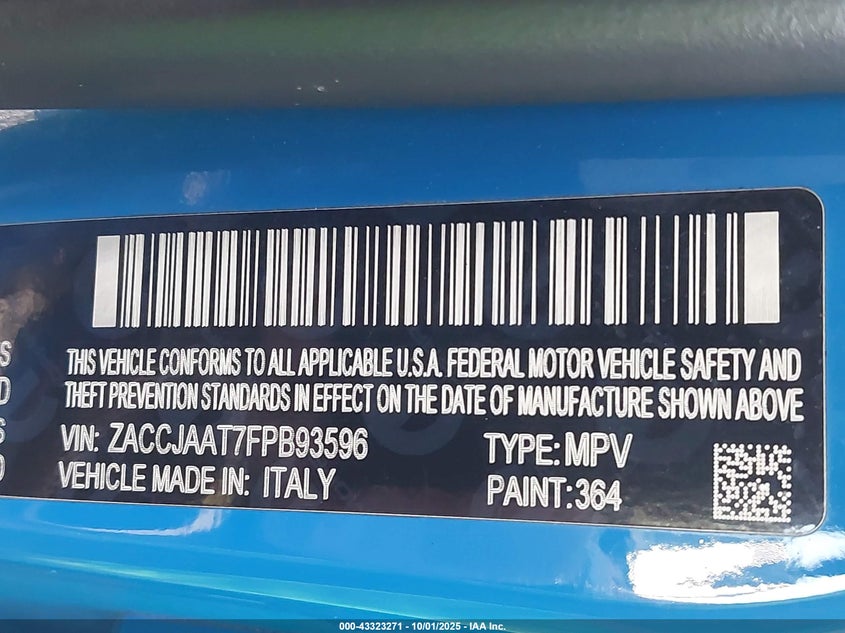 S
THIS VEHICLE CONFORMS TO ALL APPLICABLE U.S.A. FEDERAL MOTOR VEHICLE SAFETY AND
D
THEFT PREVENTION STANDARDS IN EFFECT ON THE DATE OF MANUFACTURE SHOWN ABOVE
S
VIN: ZACCJAAT7FPB93596 TYPE: MPV
VEHICLE MADE IN: ITALY PAINT: 364
000-43323271 - 10/01/2025 - IAA Inc.